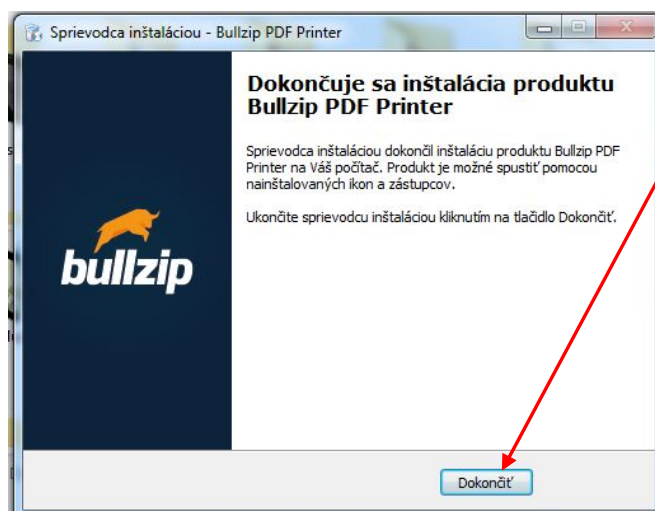 Sprievodca inštaláciou - Bullzip PDF Printer
Dokončuje sa inštalácia produktu
Bullzip PDF Printer
Sprievodca inštaláciou dokončil inštaláciu produktu Bullzip PDF
Printer na Váš počítač. Produkt je možné spustiť pomocou
nainštalovaných ikon a zástupcov.
Ukončite sprievodcu inštaláciou kliknutím na tlačidlo Dokončiť.
bullzip
Dokončiť